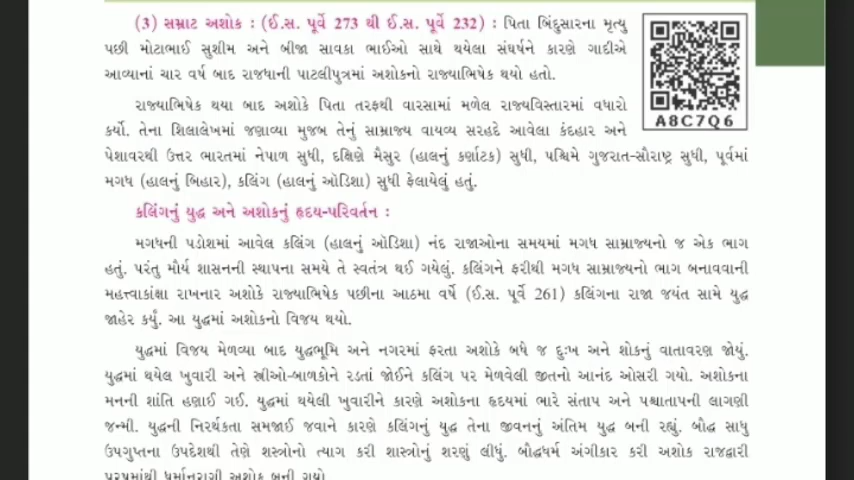 (3) સમ્રાટ અશોક : (ઈ.સ. પૂર્વે 273 થી ઈ.સ. પૂર્વે 232) : પિતા બિંદુસારના મૃત્યુ
પછી મોટાભાઈ સુશીમ અને બીજા સાવકા ભાઈઓ સાથે થયેલા સંઘર્ષને કારણે ગાદીએ
આવ્યાનાં ચાર વર્ષ બાદ રાજધાની પાટલીપુત્રમાં અશોકનો રાજ્યાભિષેક થયો હતો.
રાજ્યાભિષેક થયા બાદ અશોકે પિતા તરફથી વારસામાં મળેલ રાજ્યવિસ્તારમાં વધારો
કર્યો. તેના શિલાલેખમાં જણાવ્યા મુજબ તેનું સામ્રાજ્ય વાયવ્ય સરહદે આવેલા કંદહાર અને
A8C7Q6
પેશાવરથી ઉત્તર ભારતમાં નેપાળ સુધી, દક્ષિણે મૈસુર (હાલનું કર્ણાટક) સુધી, પશ્ચિમે ગુજરાત-સૌરાષ્ટ્ર સુધી, પૂર્વમાં
મગધ (હાલનું બિહાર), કલિંગ (હાલનું ઑડિશા) સુધી ફેલાયેલું હતું.
કલિંગનું યુદ્ધ અને અશોકનું હૃદય-પરિવર્તન :
મગધની પડોશમાં આવેલ કલિંગ (હાલનું ઑડિશા) નંદ રાજાઓના સમયમાં મગધ સામ્રાજ્યનો જ એક ભાગ
હતું. પરંતુ મૌર્ય શાસનની સ્થાપના સમયે તે સ્વતંત્ર થઈ ગયેલું. કલિંગને ફરીથી મગધ સામ્રાજ્યનો ભાગ બનાવવાની
મહત્ત્વાકાંક્ષા રાખનાર અશોકે રાજ્યાભિષેક પછીના આઠમા વર્ષે (ઈ.સ. પૂર્વે 261) કલિંગના રાજા જયંત સામે યુદ્ધ
જાહેર કર્યું. આ યુદ્ધમાં અશોકનો વિજય થયો.
યુદ્ધમાં વિજય મેળવ્યા બાદ યુદ્ધભૂમિ અને નગરમાં ફરતા અશોકે બધે જ દુઃખ અને શોકનું વાતાવરણ જોયું.
યુદ્ધમાં થયેલ ખુવારી અને સ્ત્રીઓ-બાળકોને રડતાં જોઈને કલિંગ પર મેળવેલી જીતનો આનંદ ઓસરી ગયો. અશોકના
મનની શાંતિ હણાઈ ગઈ. યુદ્ધમાં થયેલી ખુવારીને કારણે અશોકના હૃદયમાં ભારે સંતાપ અને પશ્ચાતાપની લાગણી
જન્મી. યુદ્ધની નિરર્થકતા સમજાઈ જવાને કારણે કલિંગનું યુદ્ધ તેના જીવનનું અંતિમ યુદ્ધ બની રહ્યું. બૌદ્ધ સાધુ
ઉપગુપ્તના ઉપદેશથી તેણે શસ્ત્રોનો ત્યાગ કરી શાસ્ત્રોનું શરણું લીધું. બૌદ્ધધર્મ અંગીકાર કરી અશોક રાજદ્વારી
પુરુષમાંથી ધર્માનુરાગી અશોક બની ગયો.